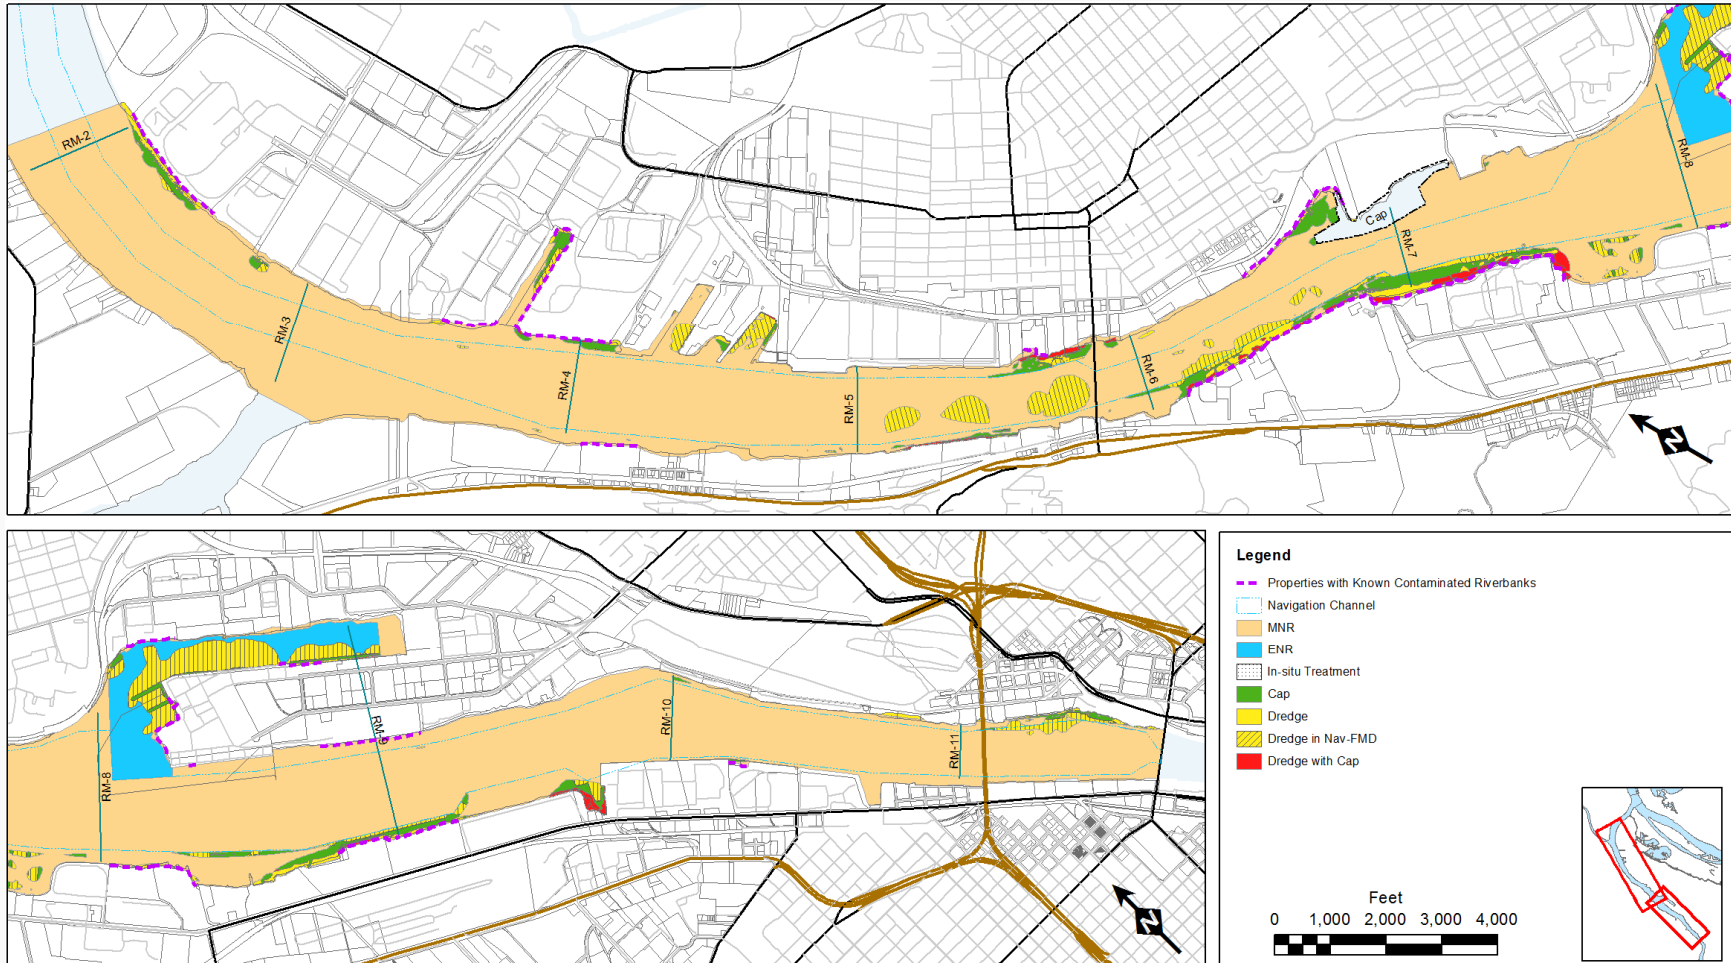 RM-2
RM-3
RM-4
RM-5
RM-6
Cap
RM-7
RM-8
N
RM-8
RM-9
RM-10
RM-11
N
Legend
Properties with Known Contaminated Riverbanks
Navigation Channel
MNR
ENR
In-situ Treatment
Cap
Dredge
Dredge in Nav-FMD
Dredge with Cap
Feet
0 1,000 2,000 3,000 4,000